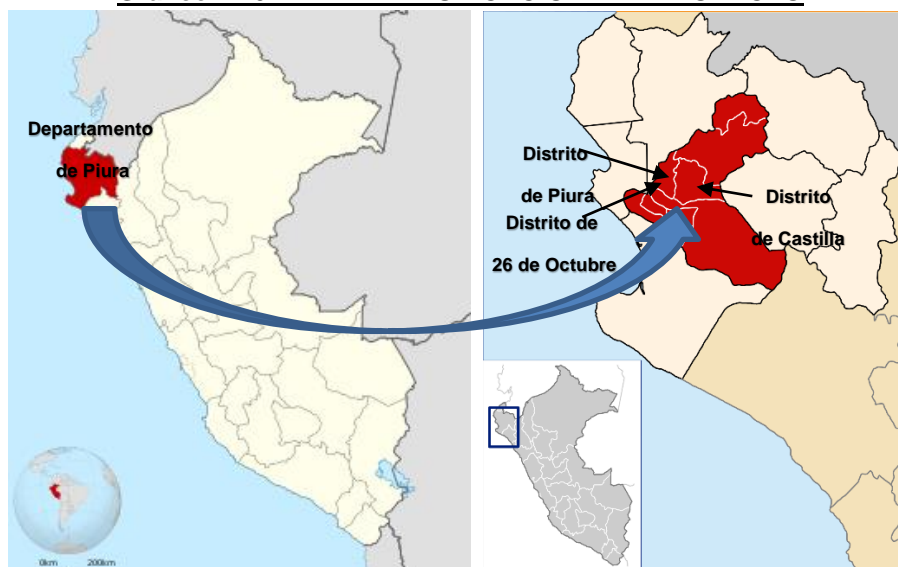 Departamento
de Piura
Distrito
de Piura
Distrito de
26 de Octubre
Distrito
de Castilla
0km 200km